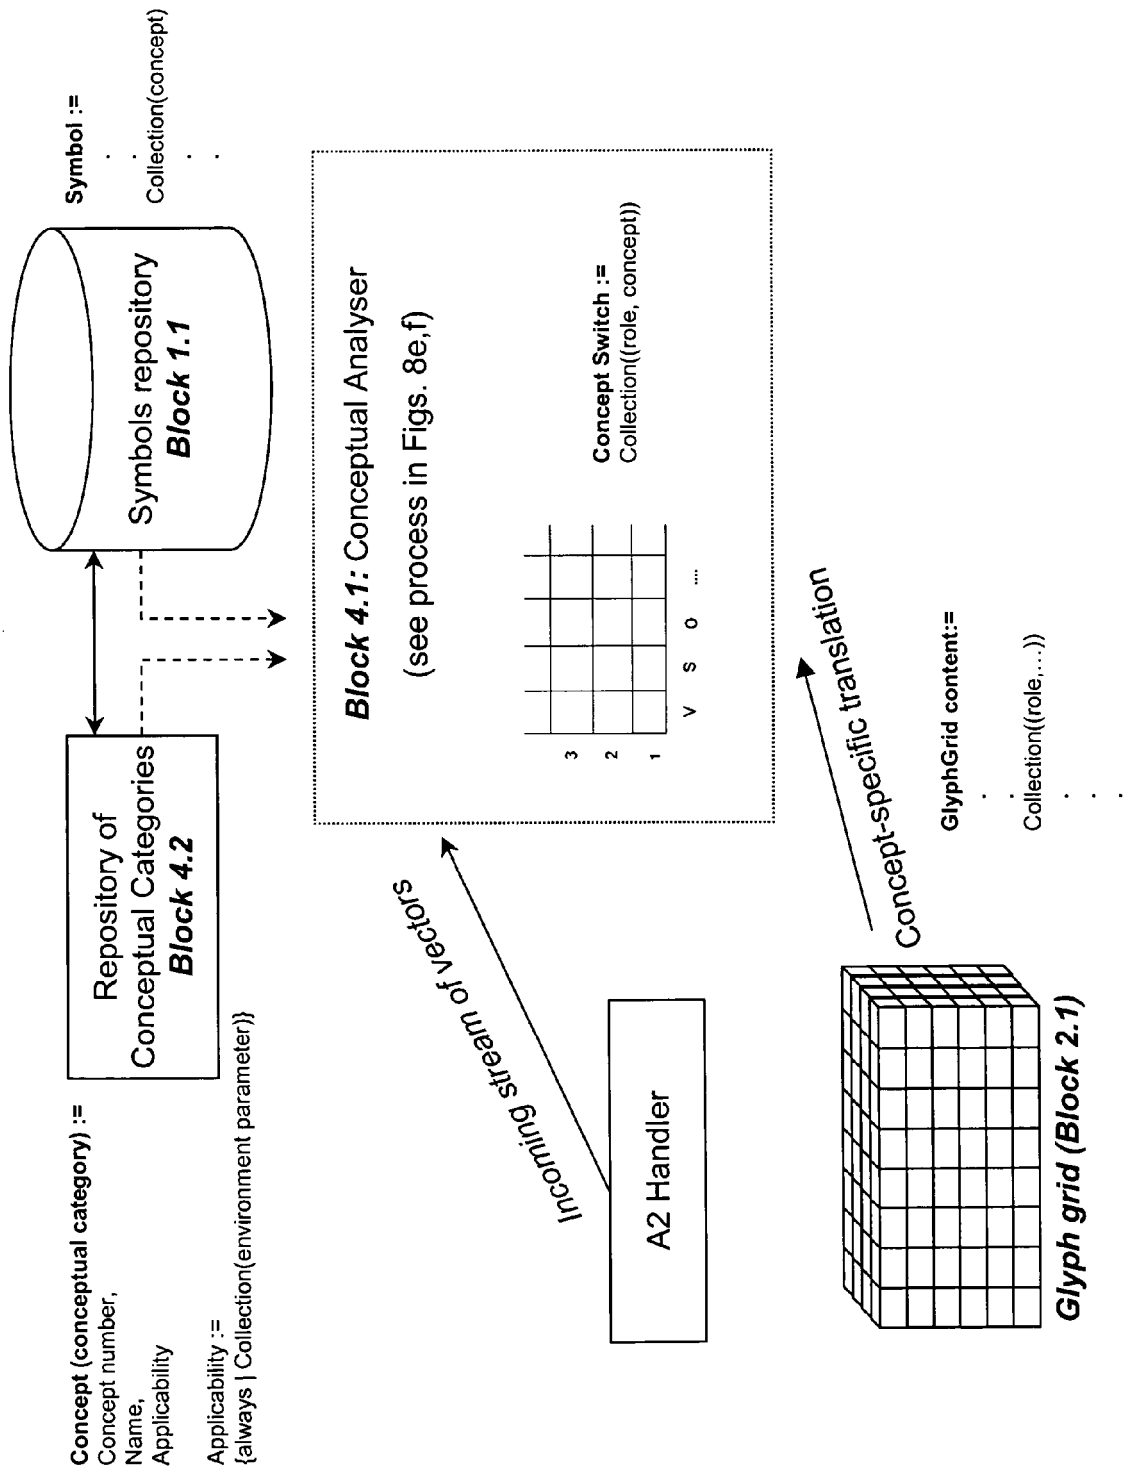 Concept (conceptual category) :=
Concept number,
Name,
Applicability
Applicability :=
{always | Collection(environment parameter)}
Repository of
Conceptual Categories
Block 4.2
Symbols repository
Block 1.1
Symbol :=
.
.
Collection(concept)
.
.
Block 4.1: Conceptual Analyser
(see process in Figs. 8e,f)
3
2
1
V S O ....
Concept Switch :=
Collection((role, concept))
Incoming stream of vectors
A2 Handler
Concept-specific translation
Glyph grid (Block 2.1)
GlyphGrid content:=
.
.
Collection((role,...))
.
.
.